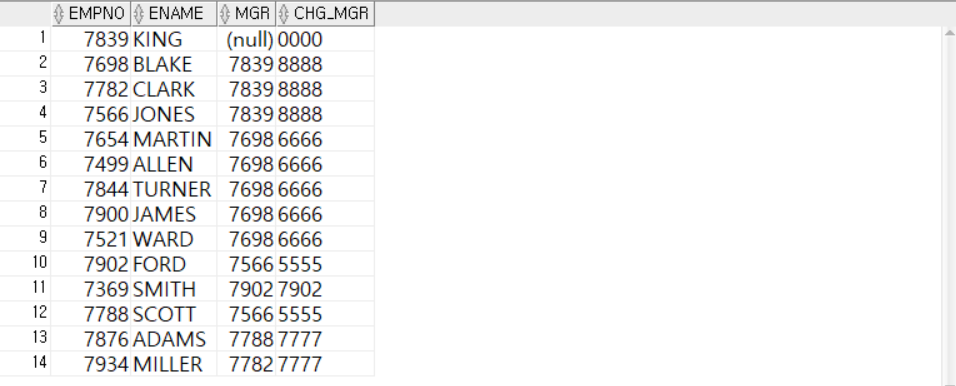 EMPNO ENAME MGR CHG_MGR
1 7839 KING (null) 0000
2 7698 BLAKE 7839 8888
3 7782 CLARK 7839 8888
4 7566 JONES 7839 8888
5 7654 MARTIN 7698 6666
6 7499 ALLEN 7698 6666
7 7844 TURNER 7698 6666
8 7900 JAMES 7698 6666
9 7521 WARD 7698 6666
10 7902 FORD 7566 5555
11 7369 SMITH 7902 7902
12 7788 SCOTT 7566 5555
13 7876 ADAMS 7788 7777
14 7934 MILLER 7782 7777